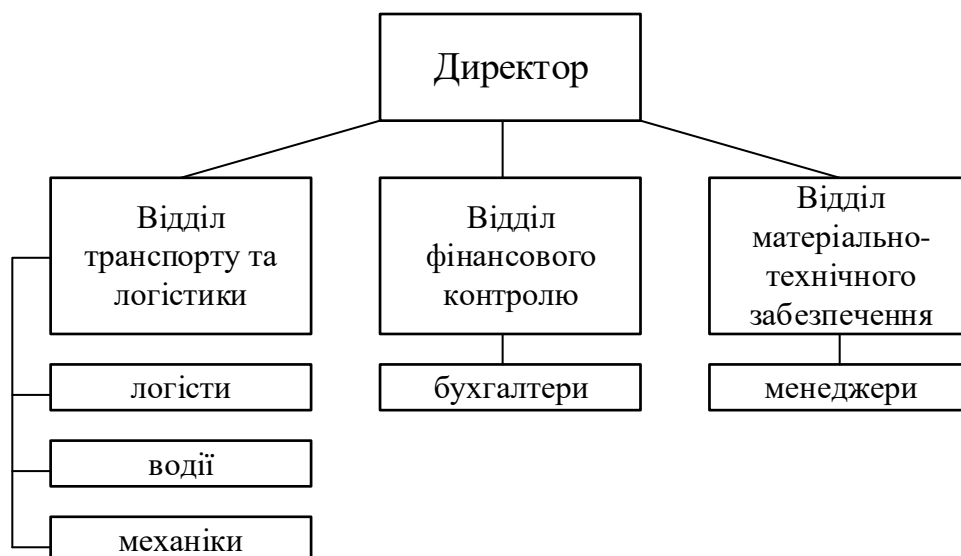 Директор
Відділ
транспорту та
логістики
Відділ
фінансового
контролю
Відділ
матеріально-
технічного
забезпечення
логісти
бухгалтери
менеджери
водії
механіки